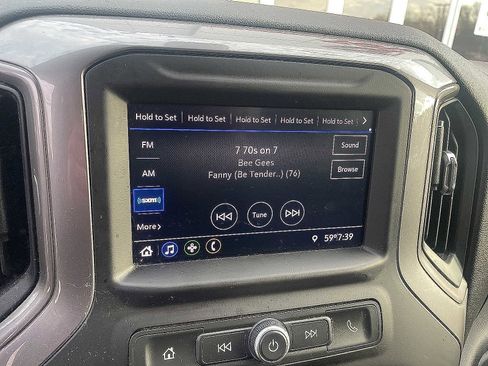 Hold to Set Hold to Set Hold to Set Hold to Set Hold to Set
FM
7 70s on 7
Sound
Bee Gees
AM
Fanny (Be Tender..) (76)
Browse
SXM
Tune
More
59° 7:39